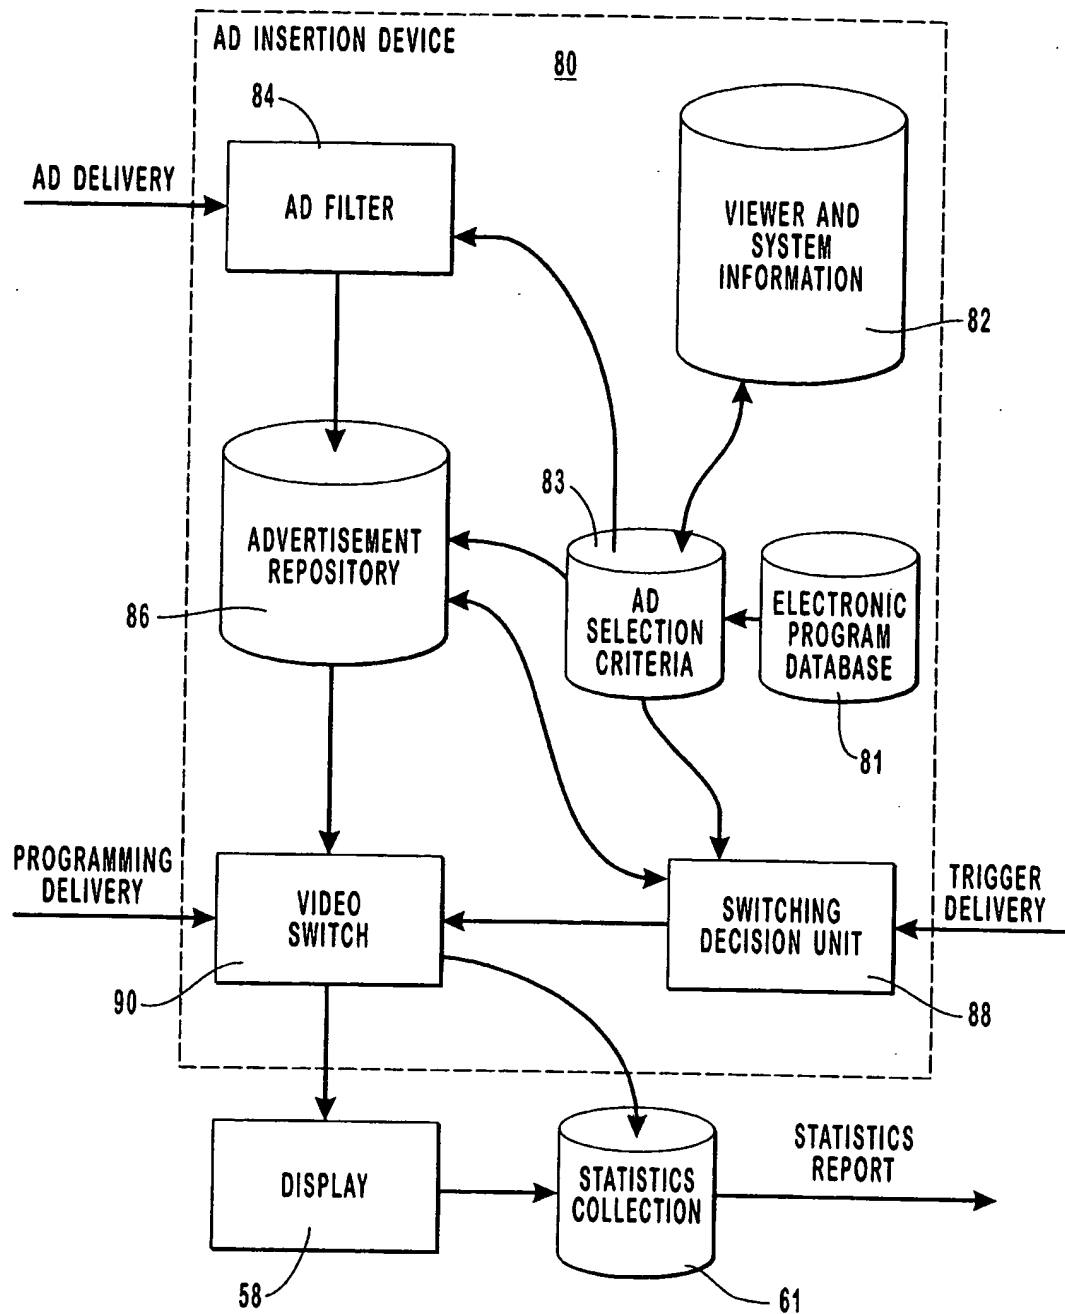 AD INSERTION DEVICE
80
84
AD DELIVERY
AD FILTER
VIEWER AND
SYSTEM
INFORMATION
82
83
ADVERTISEMENT
REPOSITORY
86
AD
SELECTION
CRITERIA
ELECTRONIC
PROGRAM
DATABASE
81
PROGRAMMING
DELIVERY
VIDEO
SWITCH
90
SWITCHING
DECISION UNIT
88
TRIGGER
DELIVERY
DISPLAY
58
STATISTICS
COLLECTION
61
STATISTICS
REPORT